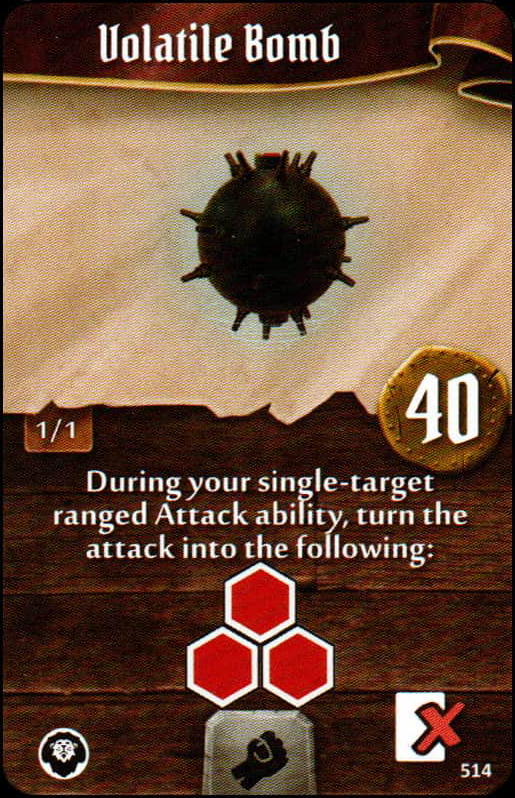 Volatile Bomb
1/1
40
During your single-target
ranged Attack ability, turn the
attack into the following:
514